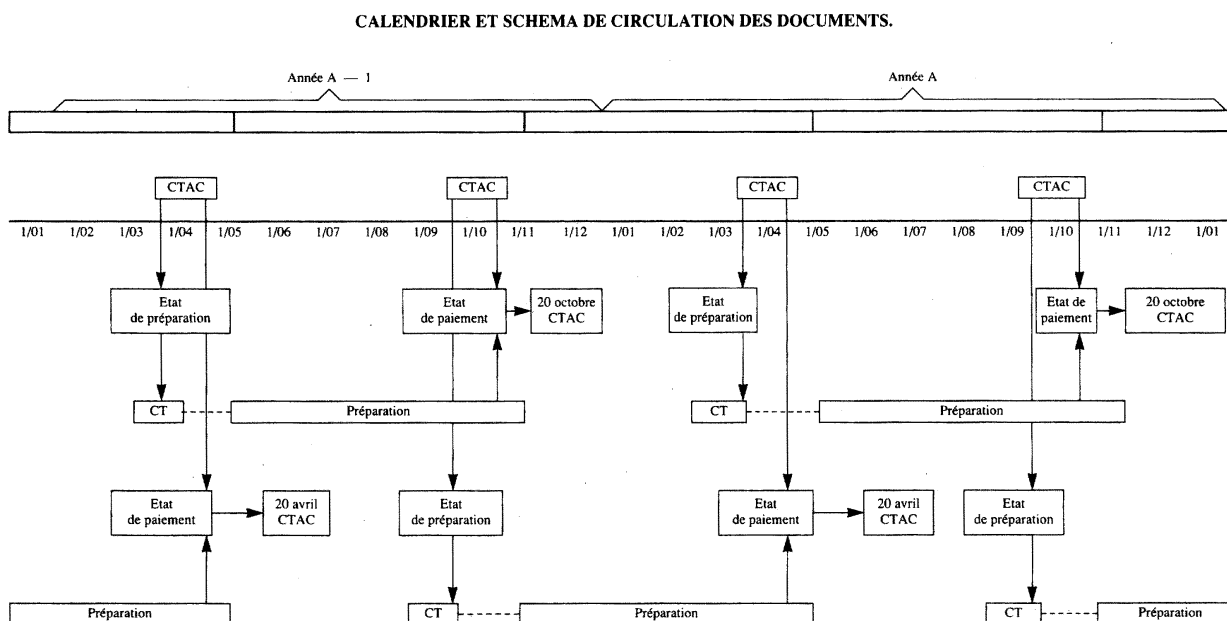 CALENDRIER ET SCHEMA DE CIRCULATION DES DOCUMENTS.
Année A — 1
Année A
CTAC
CTAC
CTAC
CTAC
1/01 1/02 1/03 1/04 1/05 1/06 1/07 1/08 1/09 1/10 1/11 1/12 1/01 1/02 1/03 1/04 1/05 1/06 1/07 1/08 1/09 1/10 1/11 1/12 1/01
Etat
de préparation
Etat
de paiement
20 octobre
CTAC
Etat
de préparation
Etat de
paiement
20 octobre
CTAC
CT
Préparation
CT
Préparation
Etat
de paiement
20 avril
CTAC
Etat
de préparation
Etat
de paiement
20 avril
CTAC
Etat
de préparation
Préparation
CT
Préparation
CT
Préparation